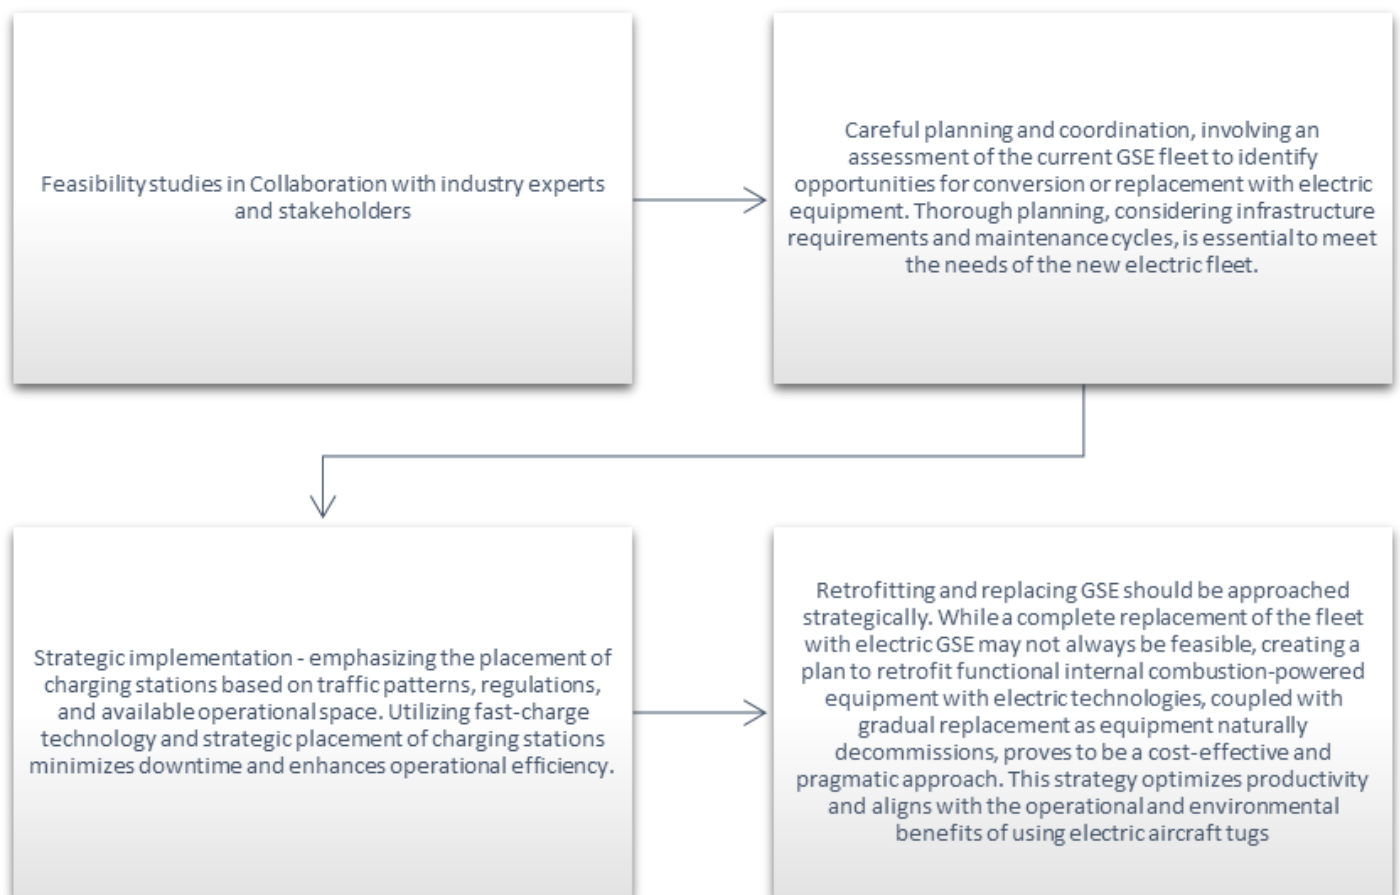 Feasibility studies in Collaboration with industry experts
and stakeholders
Careful planning and coordination, involving an
assessment of the current GSE fleet to identify
opportunities for conversion or replacement with electric
equipment. Thorough planning, considering infrastructure
requirements and maintenance cycles, is essential to meet
the needs of the new electric fleet.
Strategic implementation - emphasizing the placement of
charging stations based on traffic patterns, regulations,
and available operational space. Utilizing fast-charge
technology and strategic placement of charging stations
minimizes downtime and enhances operational efficiency.
Retrofitting and replacing GSE should be approached
strategically. While a complete replacement of the fleet
with electric GSE may not always be feasible, creating a
plan to retrofit functional internal combustion-powered
equipment with electric technologies, coupled with
gradual replacement as equipment naturally
decommissions, proves to be a cost-effective and
pragmatic approach. This strategy optimizes productivity
and aligns with the operational and environmental
benefits of using electric aircraft tugs